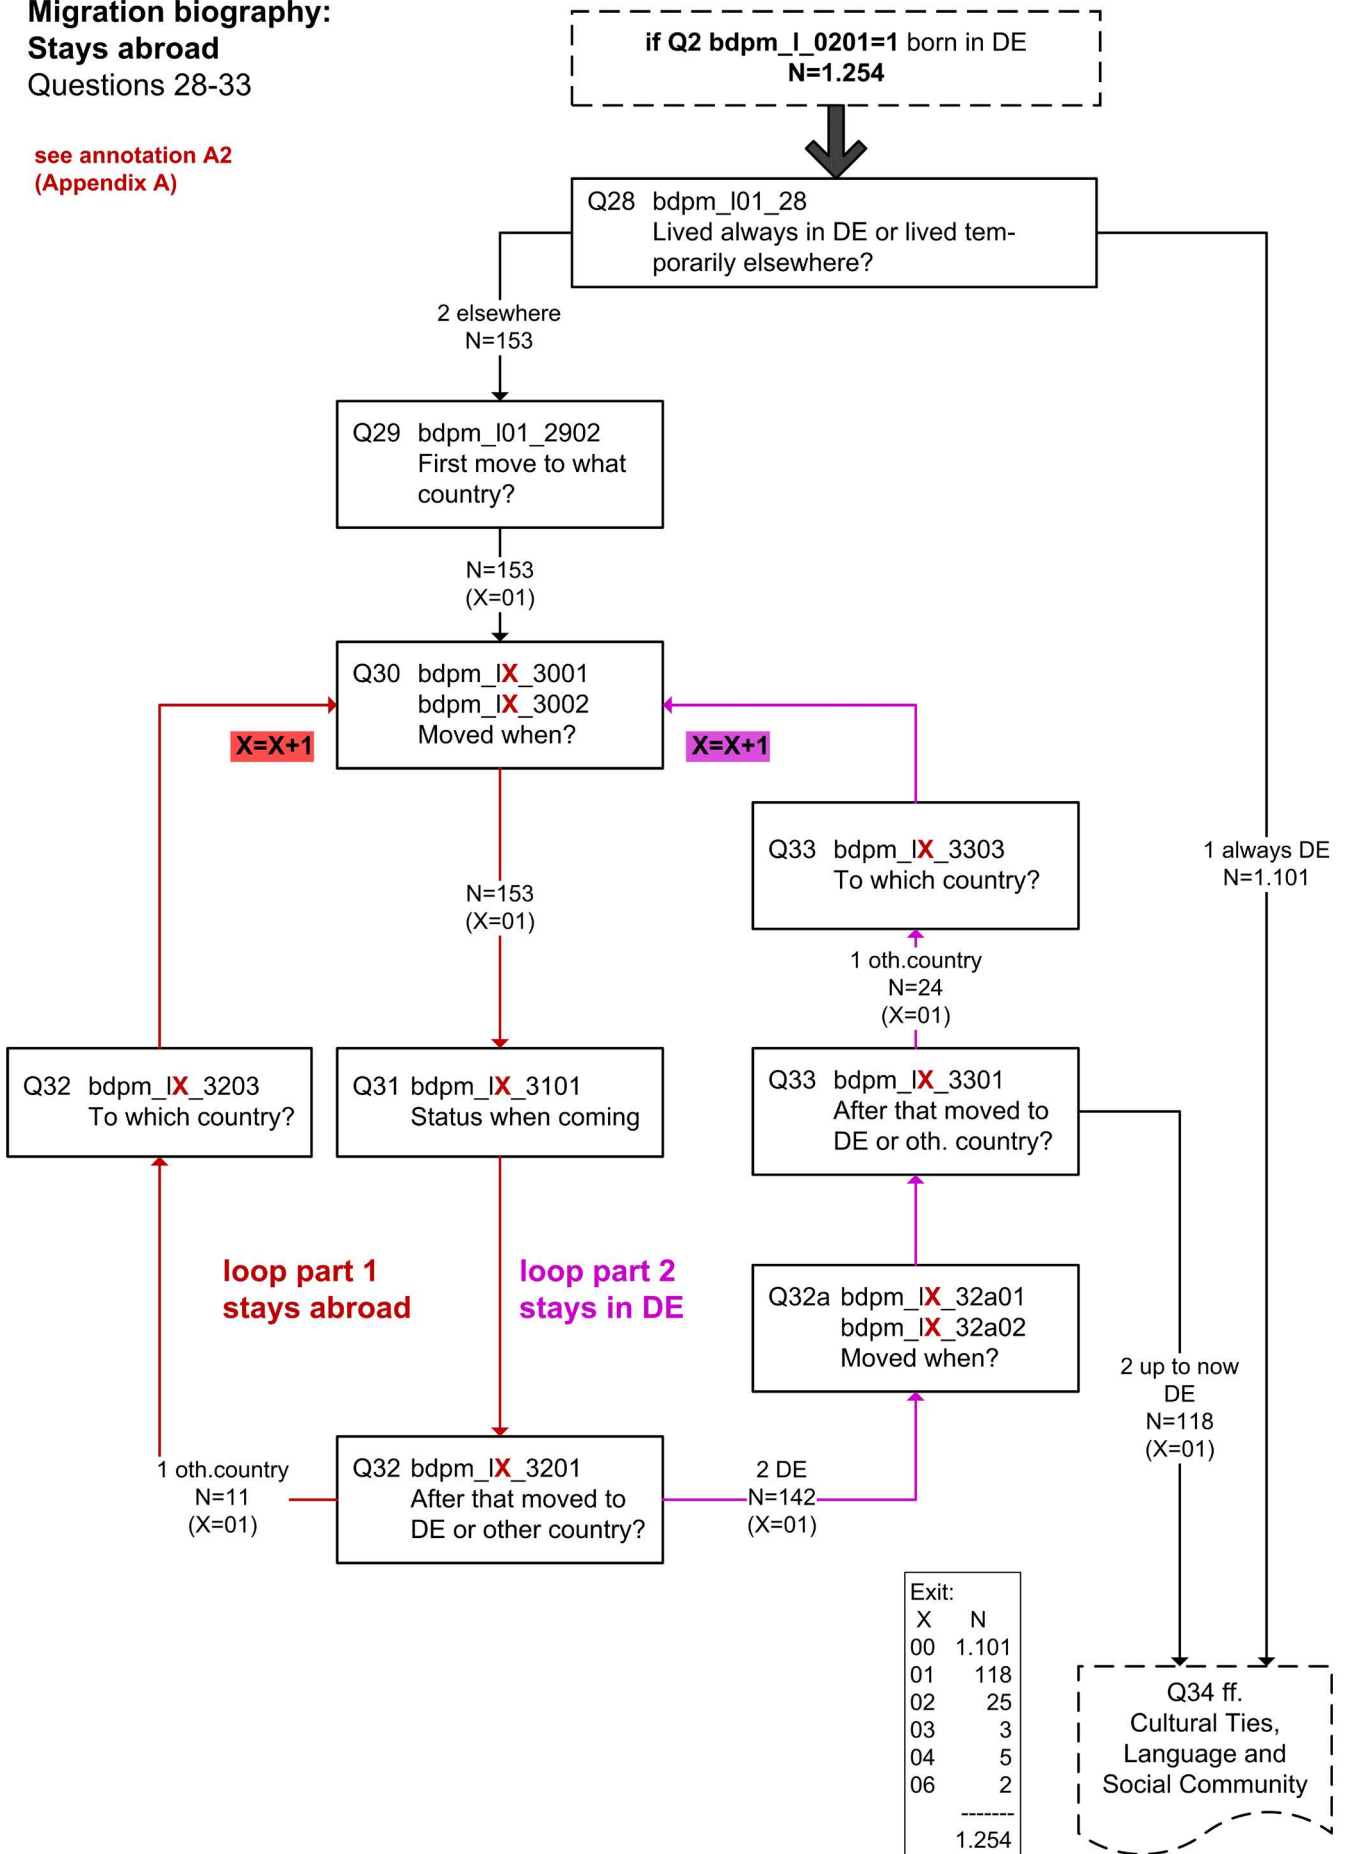 Migration biography:
Stays abroad
Questions 28-33
see annotation A2
(Appendix A)
if Q2 bdpm_l_0201=1 born in DE
N=1.254
Q28 bdpm_l01_28
Lived always in DE or lived tem-
porarily elsewhere?
2 elsewhere
N=153
Q29 bdpm_l01_2902
First move to what
country?
N=153
(X=01)
Q30 bdpm_lX_3001
bdpm_lX_3002
Moved when?
X=X+1
X=X+1
N=153
(X=01)
Q33 bdpm_lX_3303
To which country?
1 always DE
N=1.101
1 oth.country
N=24
(X=01)
Q32 bdpm_lX_3203
To which country?
Q31 bdpm_lX_3101
Status when coming
Q33 bdpm_lX_3301
After that moved to
DE or oth. country?
loop part 1
stays abroad
loop part 2
stays in DE
Q32a bdpm_lX_32a01
bdpm_lX_32a02
Moved when?
2 up to now
DE
N=118
(X=01)
1 oth.country
N=11
(X=01)
Q32 bdpm_lX_3201
After that moved to
DE or other country?
2 DE
N=142
(X=01)
Exit:
X N
00 1.101
01 118
02 25
03 3
04 5
06 2
-------
1.254
Q34 ff.
Cultural Ties,
Language and
Social Community